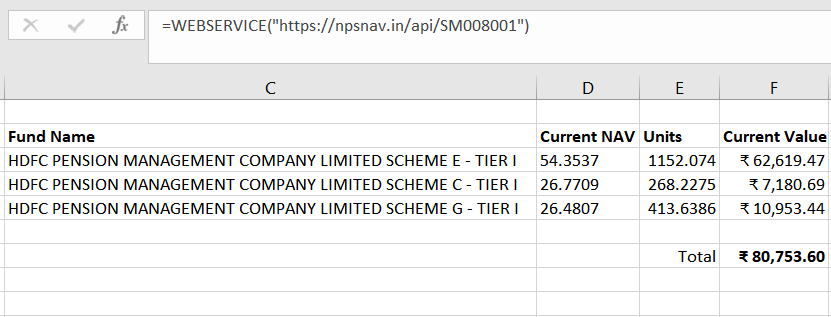 fx =WEBSERVICE("https://npsnav.in/api/SM008001")
C D E F
Fund Name Current NAV Units Current Value
HDFC PENSION MANAGEMENT COMPANY LIMITED SCHEME E - TIER I 54.3537 1152.074 ₹ 62,619.47
HDFC PENSION MANAGEMENT COMPANY LIMITED SCHEME C - TIER I 26.7709 268.2275 ₹ 7,180.69
HDFC PENSION MANAGEMENT COMPANY LIMITED SCHEME G - TIER I 26.4807 413.6386 ₹ 10,953.44
Total ₹ 80,753.60